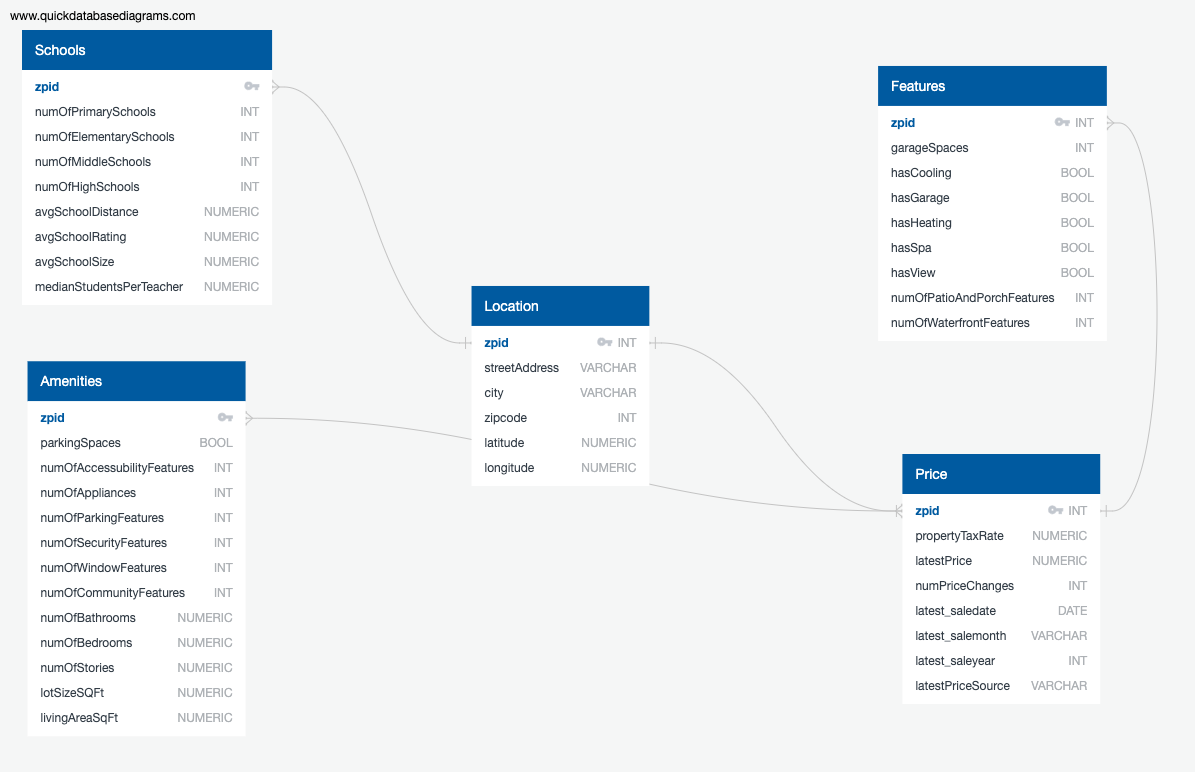 www.quickdatabasediagrams.com
Schools
zpid
numOfPrimarySchools INT
numOfElementarySchools INT
numOfMiddleSchools INT
numOfHighSchools INT
avgSchoolDistance NUMERIC
avgSchoolRating NUMERIC
avgSchoolSize NUMERIC
medianStudentsPerTeacher NUMERIC
Features
zpid INT
garageSpaces INT
hasCooling BOOL
hasGarage BOOL
hasHeating BOOL
hasSpa BOOL
hasView BOOL
numOfPatioAndPorchFeatures INT
numOfWaterfrontFeatures INT
Location
zpid INT
streetAddress VARCHAR
city VARCHAR
zipcode INT
latitude NUMERIC
longitude NUMERIC
Amenities
zpid
parkingSpaces BOOL
numOfAccessubilityFeatures INT
numOfAppliances INT
numOfParkingFeatures INT
numOfSecurityFeatures INT
numOfWindowFeatures INT
numOfCommunityFeatures INT
numOfBathrooms NUMERIC
numOfBedrooms NUMERIC
numOfStories NUMERIC
lotSizeSQFt NUMERIC
livingAreaSqFt NUMERIC
Price
zpid INT
propertyTaxRate NUMERIC
latestPrice NUMERIC
numPriceChanges INT
latest_saledate DATE
latest_salemonth VARCHAR
latest_saleyear INT
latestPriceSource VARCHAR